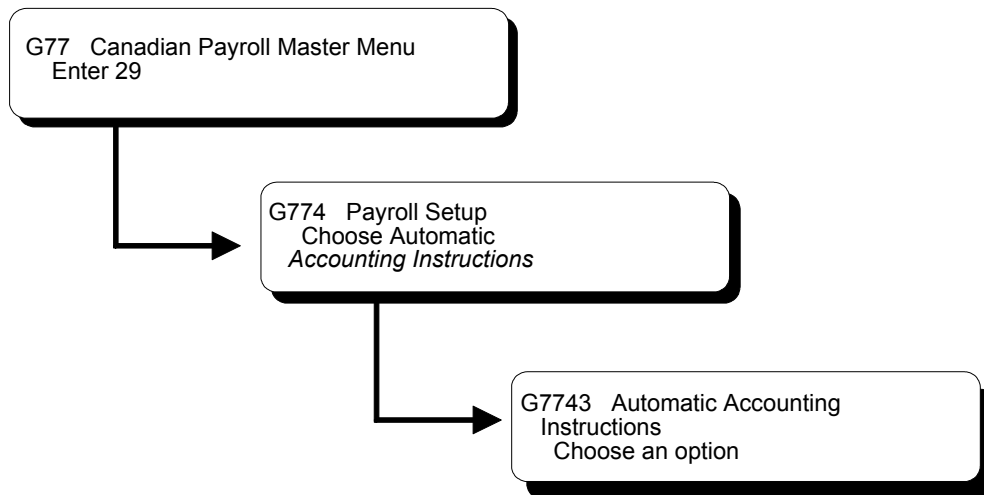 G77 Canadian Payroll Master Menu
Enter 29
G774 Payroll Setup
Choose Automatic
Accounting Instructions
G7743 Automatic Accounting
Instructions
Choose an option